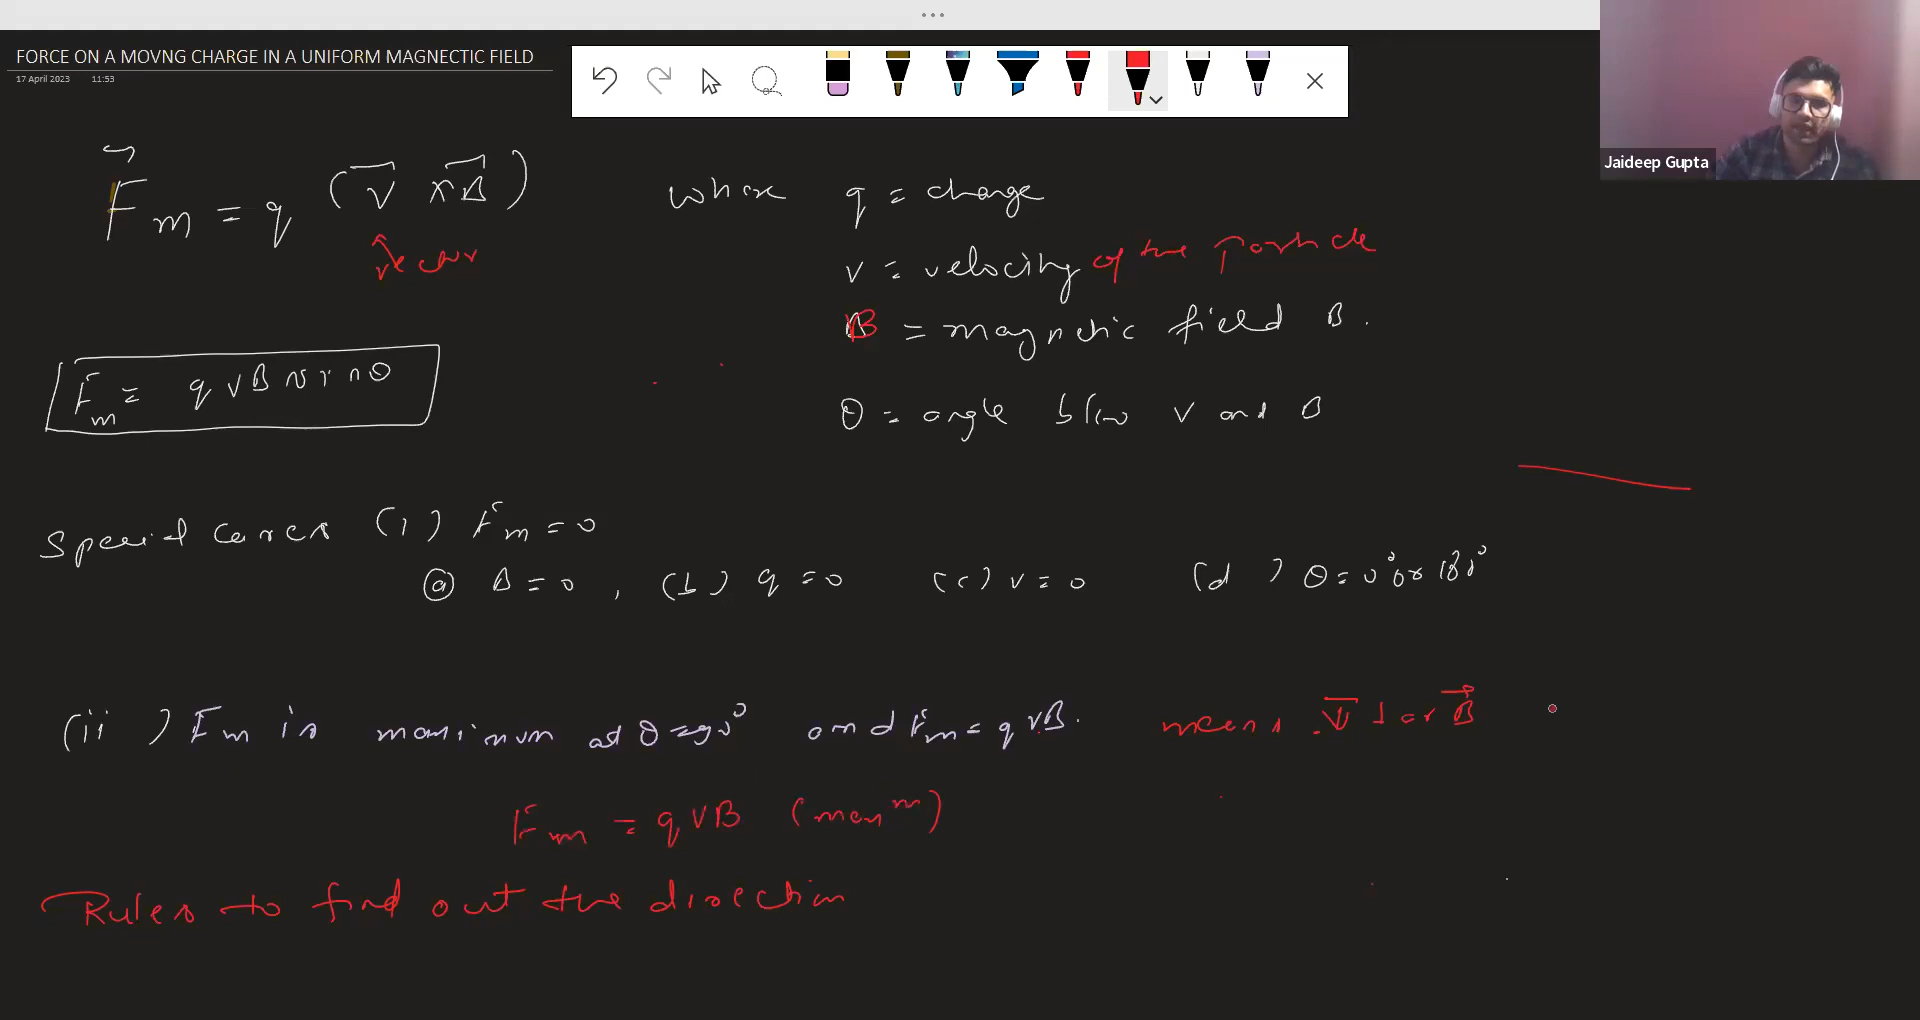 FORCE ON A MOVNG CHARGE IN A UNIFORM MAGNECTIC FIELD
17 April 2023 11:53
Jaideep Gupta
F⃗m = q (v⃗ × B⃗) where q = charge
vector
v = velocity of the particle
B = magnetic field B.
Fm = qvB sin θ
θ = angle b/w v and B
Special cases (i) Fm = 0
(a) B = 0, (b) q = 0 (c) v = 0 (d) θ = 0° or 180°
(ii) Fm is maximum at θ = 90° and Fm = qvB. means v⃗ ⊥ar B⃗
Fm = qVB (maxm)
Rules to find out the direction